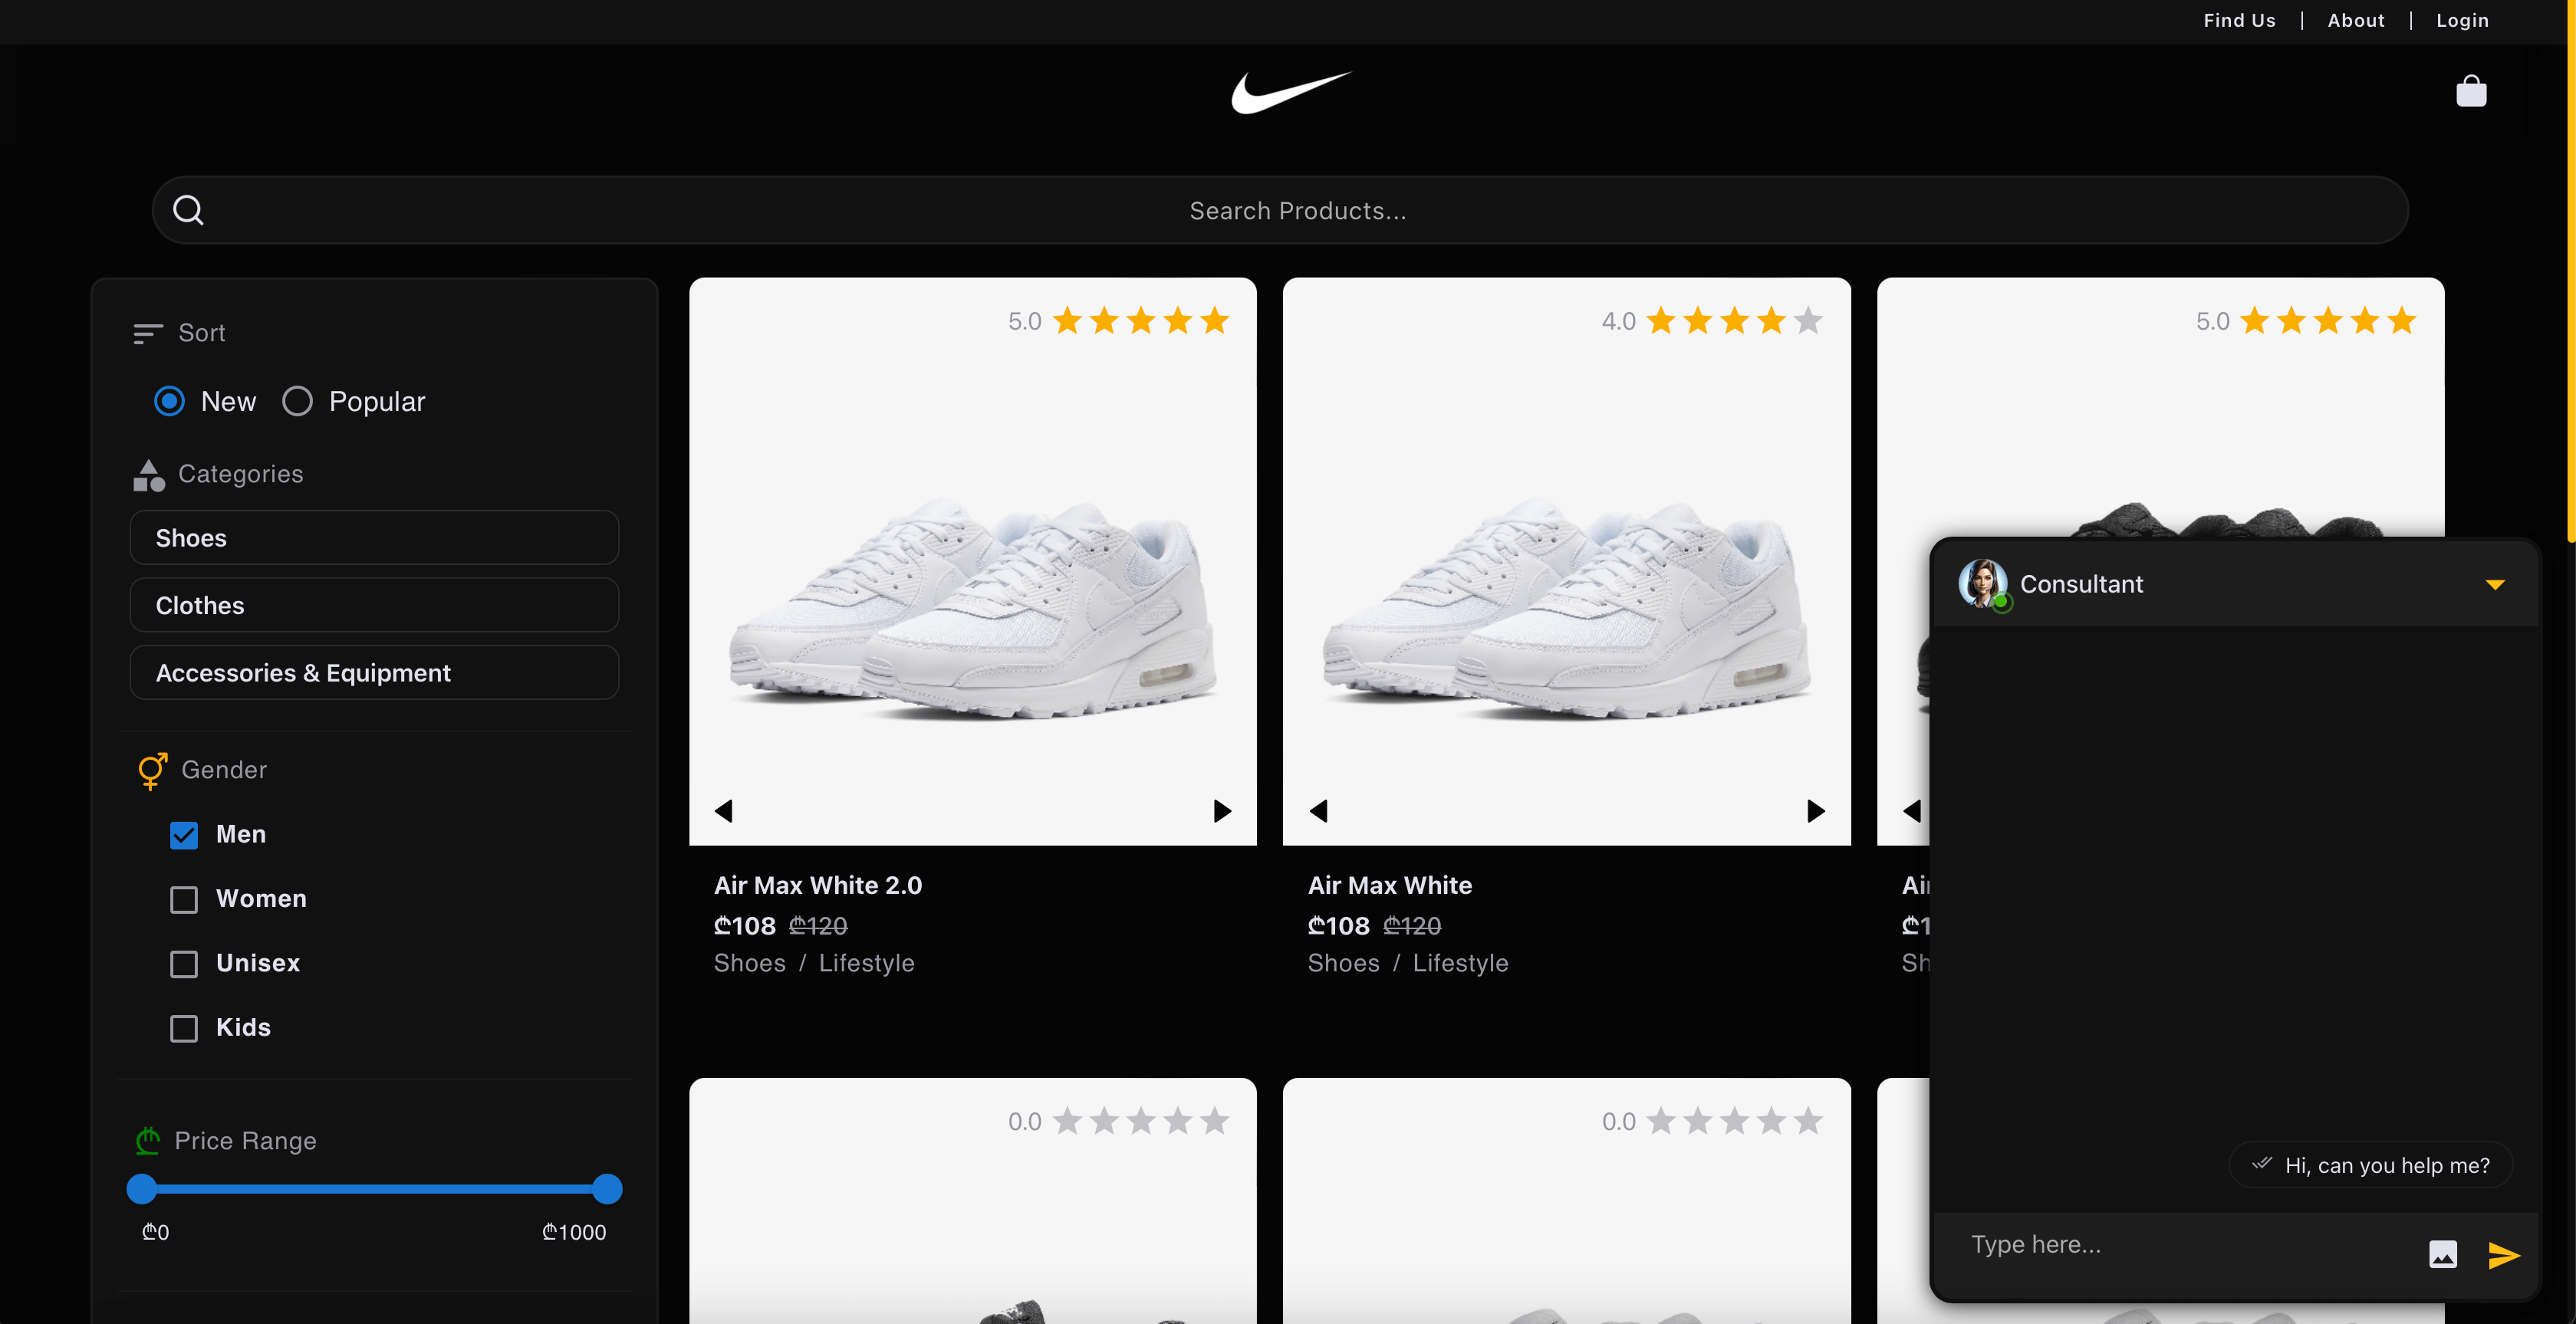 Find Us | About | Login
Search Products...
Sort
New Popular
Categories
Shoes
Clothes
Accessories & Equipment
Gender
Men
Women
Unisex
Kids
Price Range
₾0 ₾1000
5.0
Air Max White 2.0
₾108 ₾120
Shoes / Lifestyle
4.0
Air Max White
₾108 ₾120
Shoes / Lifestyle
5.0
0.0
0.0
Consultant
Hi, can you help me?
Type here...